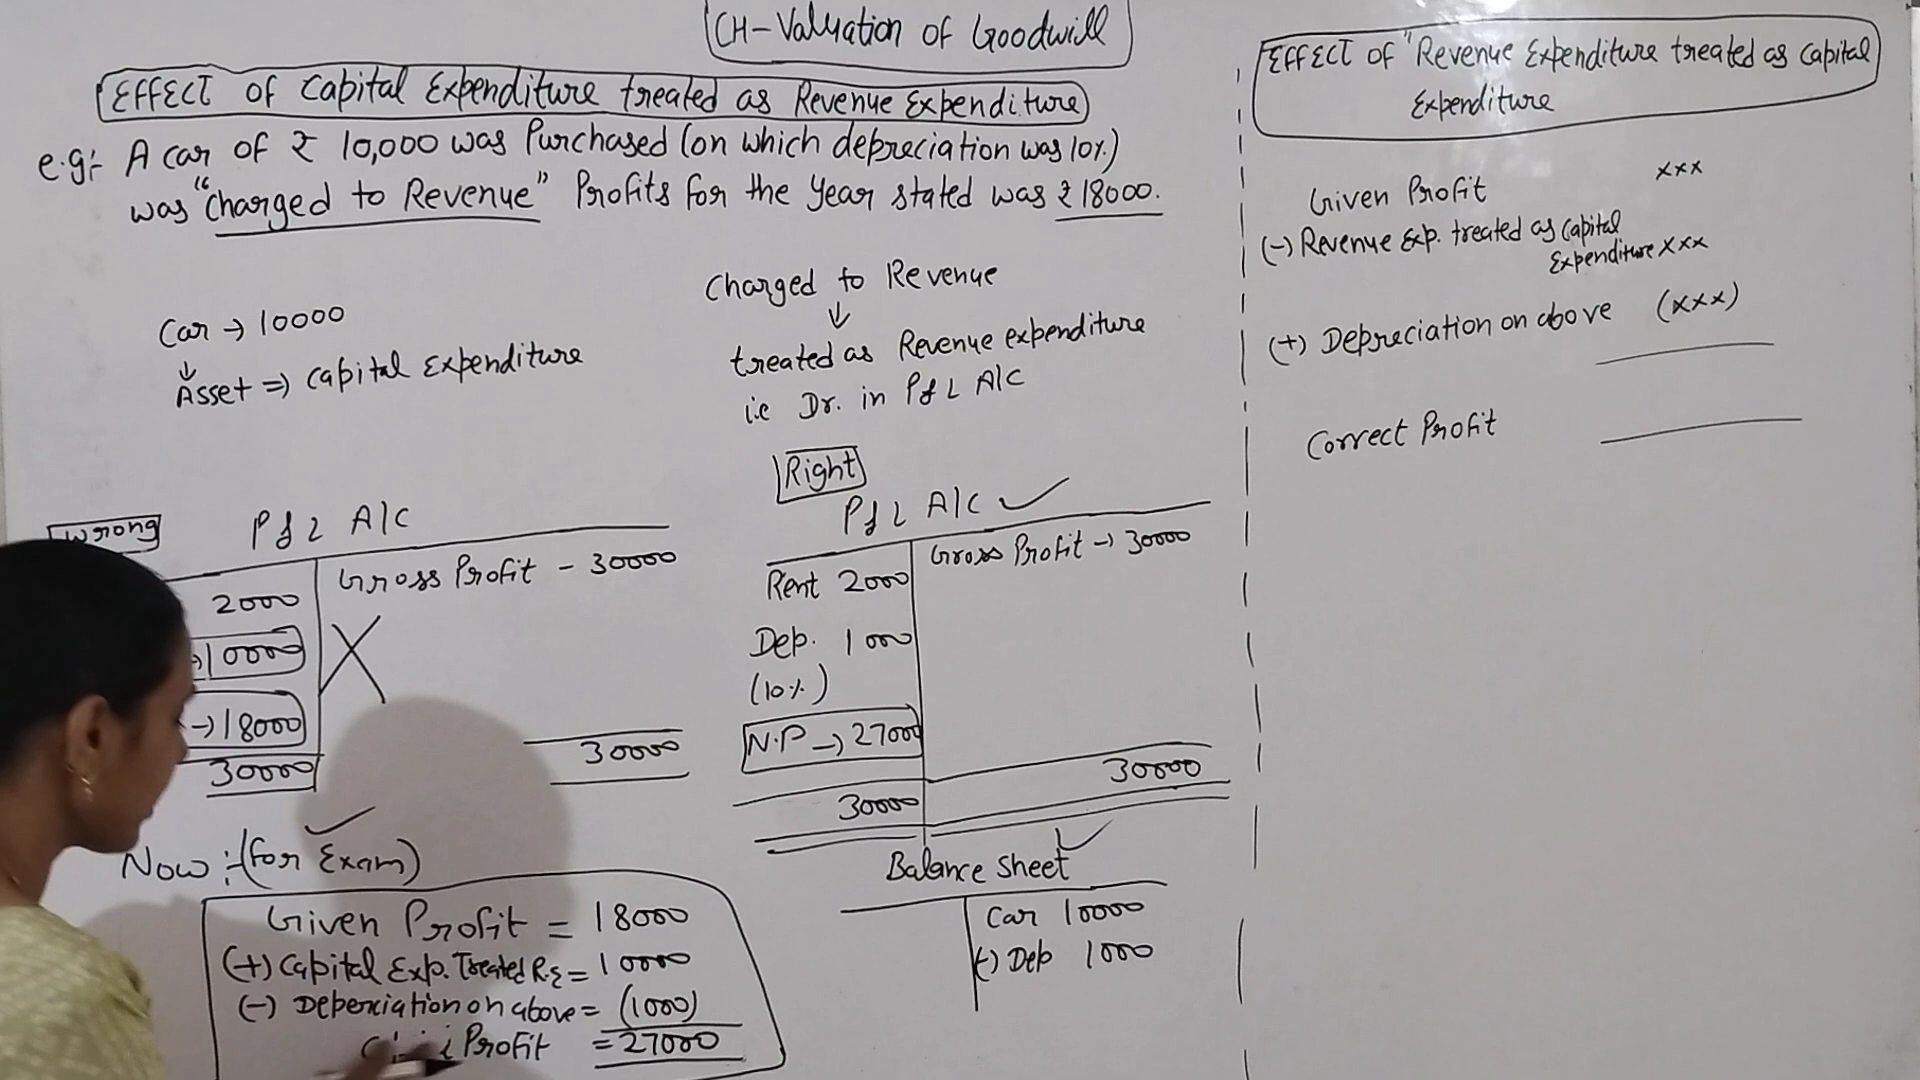 CH-Valuation of Goodwill
EFFECT of Capital Expenditure treated as Revenue Expenditure
e.g:- A car of ₹ 10,000 was Purchased (on which depreciation was 10%)
was "charged to Revenue" Profits for the Year stated was ₹ 18000.
Car → 10000
↓
Asset ⇒ Capital Expenditure
Charged to Revenue
↓
treated as Revenue expenditure
i.e Dr. in P&L A/C
Wrong
P&L A/C
Gross Profit - 30000
2000
→10000
→18000
30000
30000
Right
P&L A/C ✓
Rent 2000
Gross Profit → 30000
Dep. 1000
(10%)
N.P → 27000
30000
30000
Balance sheet
Car 10000
(-) Dep 1000
Now :- (For Exam)
Given Profit = 18000
(+) Capital Exp. Treated R.E = 10000
(-) Deperciation on above = (1000)
Profit = 27000
EFFECT of "Revenue Expenditure treated as Capital
Expenditure
Given Profit xxx
(-) Revenue Exp. treated as Capital
Expenditure xxx
(+) Depreciation on above (xxx)
Correct Profit